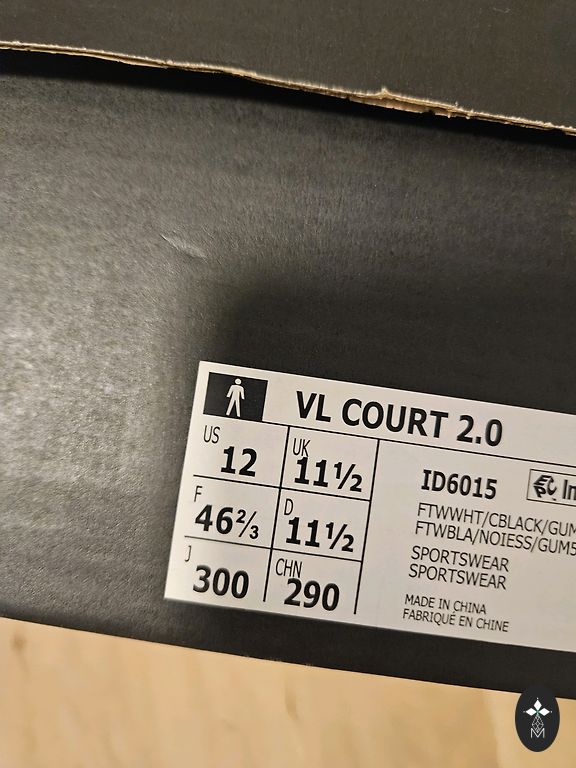 VL COURT 2.0
US 12
UK 11½
F 46⅔
D 11½
J 300
CHN 290
ID6015
FTWWHT/CBLACK/GUM
FTWBLA/NOIESS/GUM5
SPORTSWEAR
SPORTSWEAR
MADE IN CHINA
FABRIQUÉ EN CHINE